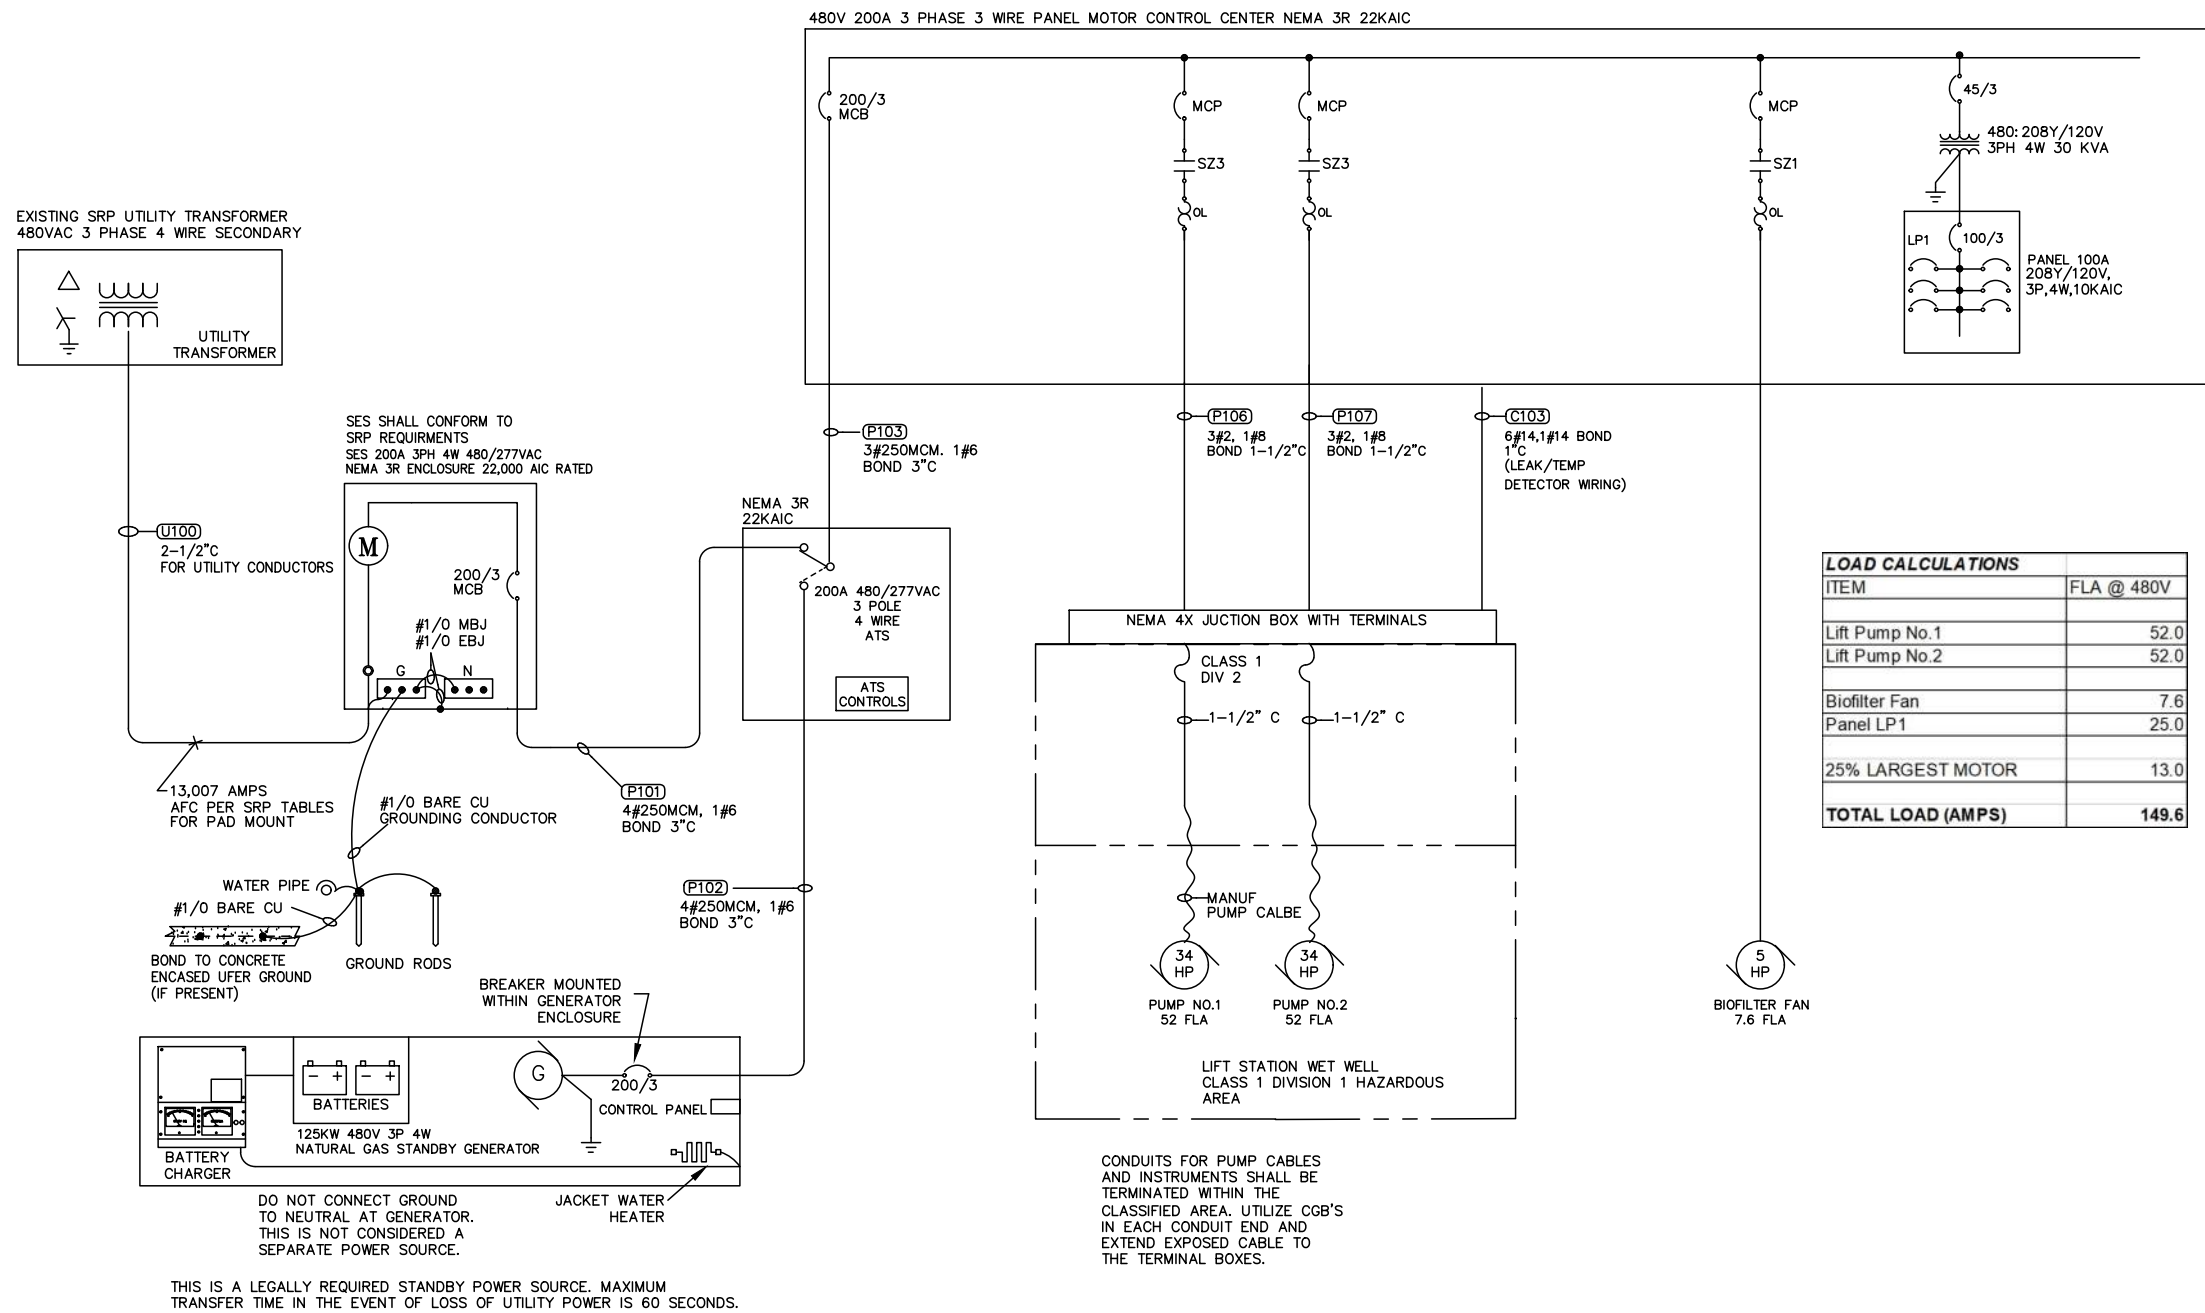 480V 200A 3 PHASE 3 WIRE PANEL MOTOR CONTROL CENTER NEMA 3R 22KAIC
200/3
MCB
MCP
SZ3
OL
MCP
SZ3
OL
MCP
SZ1
OL
45/3
480:208Y/120V
3PH 4W 30 KVA
LP1
100/3
PANEL 100A
208Y/120V,
3P,4W,10KAIC
EXISTING SRP UTILITY TRANSFORMER
480VAC 3 PHASE 4 WIRE SECONDARY
UTILITY
TRANSFORMER
U100
2-1/2"C
FOR UTILITY CONDUCTORS
SES SHALL CONFORM TO
SRP REQUIRMENTS
SES 200A 3PH 4W 480/277VAC
NEMA 3R ENCLOSURE 22,000 AIC RATED
M
200/3
MCB
#1/0 MBJ
#1/0 EBJ
G
N
13,007 AMPS
AFC PER SRP TABLES
FOR PAD MOUNT
#1/0 BARE CU
GROUNDING CONDUCTOR
P101
4#250MCM, 1#6
BOND 3"C
P103
3#250MCM. 1#6
BOND 3"C
NEMA 3R
22KAIC
200A 480/277VAC
3 POLE
4 WIRE
ATS
ATS
CONTROLS
P102
4#250MCM, 1#6
BOND 3"C
WATER PIPE
#1/0 BARE CU
BOND TO CONCRETE
ENCASED UFER GROUND
(IF PRESENT)
GROUND RODS
BREAKER MOUNTED
WITHIN GENERATOR
ENCLOSURE
G
200/3
CONTROL PANEL
- +
- +
BATTERIES
125KW 480V 3P 4W
NATURAL GAS STANDBY GENERATOR
BATTERY
CHARGER
JACKET WATER
HEATER
DO NOT CONNECT GROUND
TO NEUTRAL AT GENERATOR.
THIS IS NOT CONSIDERED A
SEPARATE POWER SOURCE.
THIS IS A LEGALLY REQUIRED STANDBY POWER SOURCE. MAXIMUM
TRANSFER TIME IN THE EVENT OF LOSS OF UTILITY POWER IS 60 SECONDS.
P106
3#2, 1#8
BOND 1-1/2"C
P107
3#2, 1#8
BOND 1-1/2"C
C103
6#14,1#14 BOND
1"C
(LEAK/TEMP
DETECTOR WIRING)
NEMA 4X JUCTION BOX WITH TERMINALS
CLASS 1
DIV 2
1-1/2" C
1-1/2" C
MANUF
PUMP CALBE
34
HP
PUMP NO.1
52 FLA
34
HP
PUMP NO.2
52 FLA
LIFT STATION WET WELL
CLASS 1 DIVISION 1 HAZARDOUS
AREA
CONDUITS FOR PUMP CABLES
AND INSTRUMENTS SHALL BE
TERMINATED WITHIN THE
CLASSIFIED AREA. UTILIZE CGB'S
IN EACH CONDUIT END AND
EXTEND EXPOSED CABLE TO
THE TERMINAL BOXES.
5
HP
BIOFILTER FAN
7.6 FLA
LOAD CALCULATIONS
ITEM FLA @ 480V
Lift Pump No.1 52.0
Lift Pump No.2 52.0
Biofilter Fan 7.6
Panel LP1 25.0
25% LARGEST MOTOR 13.0
TOTAL LOAD (AMPS) 149.6